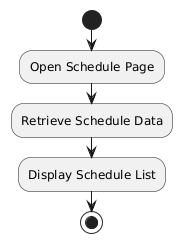 Open Schedule Page
Retrieve Schedule Data
Display Schedule List